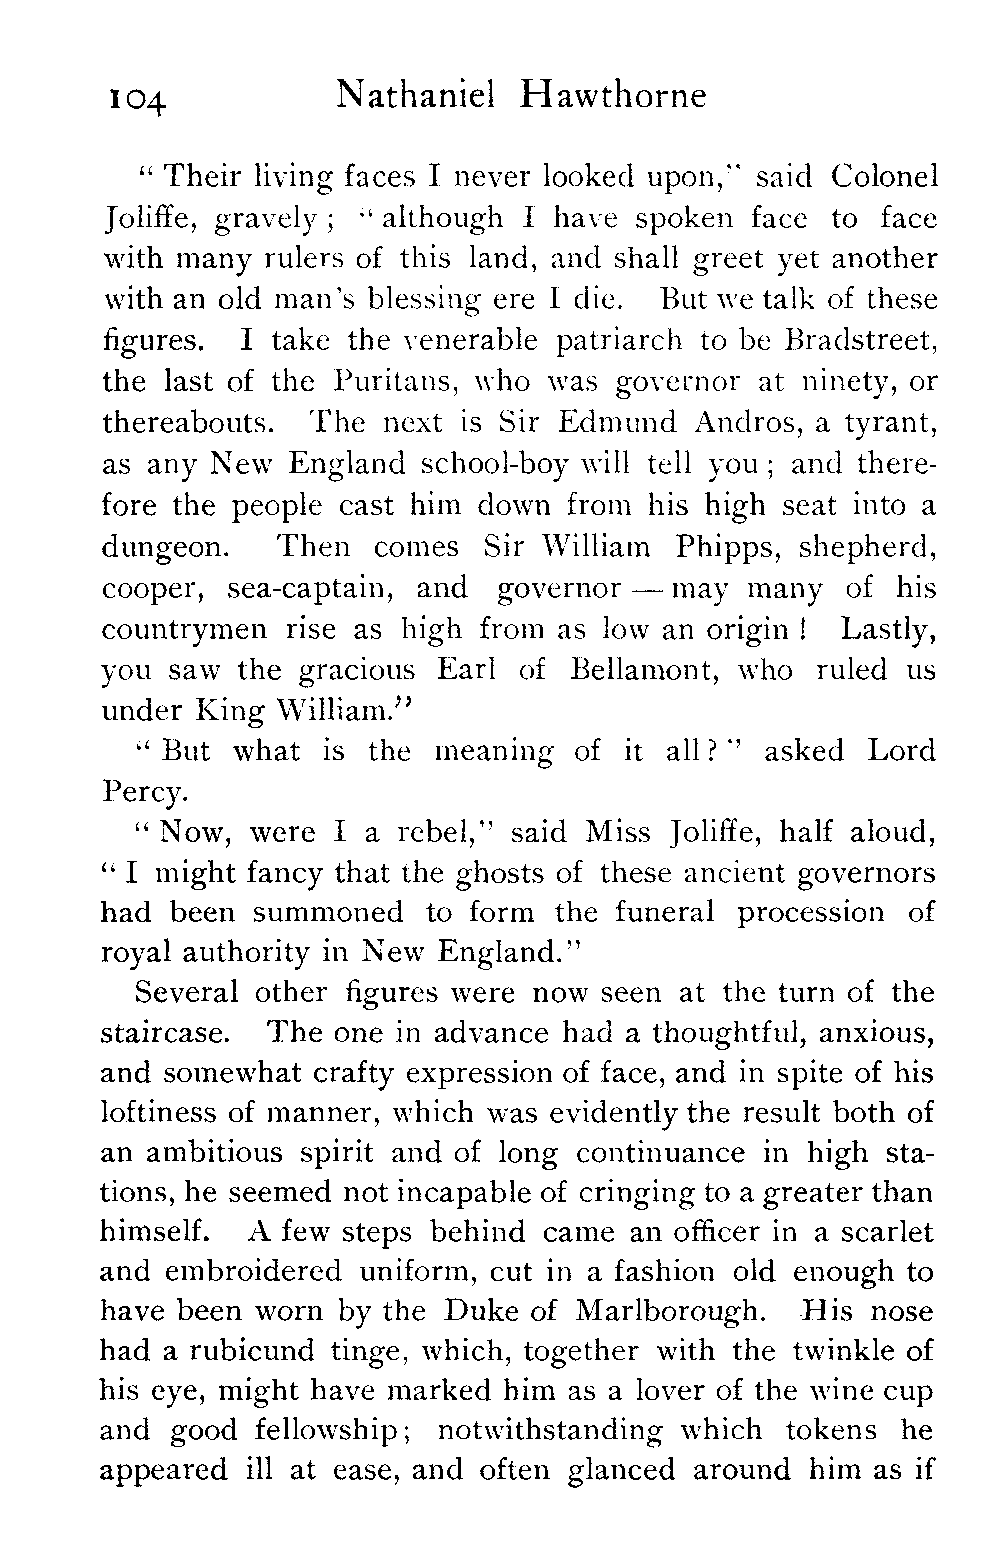 104 Nathaniel Hawthorne
“ Their living faces I never looked upon,” said Colonel
Joliffe, gravely ; “ although I have spoken face to face
with many rulers of this land, and shall greet yet another
with an old man’s blessing ere I die. But we talk of these
figures. I take the venerable patriarch to be Bradstreet,
the last of the Puritans, who was governor at ninety, or
thereabouts. The next is Sir Edmund Andros, a tyrant,
as any New England school-boy will tell you ; and there-
fore the people cast him down from his high seat into a
dungeon. Then comes Sir William Phipps, shepherd,
cooper, sea-captain, and governor — may many of his
countrymen rise as high from as low an origin ! Lastly,
you saw the gracious Earl of Bellamont, who ruled us
under King William.”
“ But what is the meaning of it all ? ” asked Lord
Percy.
“ Now, were I a rebel,” said Miss Joliffe, half aloud,
“ I might fancy that the ghosts of these ancient governors
had been summoned to form the funeral procession of
royal authority in New England.”
Several other figures were now seen at the turn of the
staircase. The one in advance had a thoughtful, anxious,
and somewhat crafty expression of face, and in spite of his
loftiness of manner, which was evidently the result both of
an ambitious spirit and of long continuance in high sta-
tions, he seemed not incapable of cringing to a greater than
himself. A few steps behind came an officer in a scarlet
and embroidered uniform, cut in a fashion old enough to
have been worn by the Duke of Marlborough. His nose
had a rubicund tinge, which, together with the twinkle of
his eye, might have marked him as a lover of the wine cup
and good fellowship ; notwithstanding which tokens he
appeared ill at ease, and often glanced around him as if